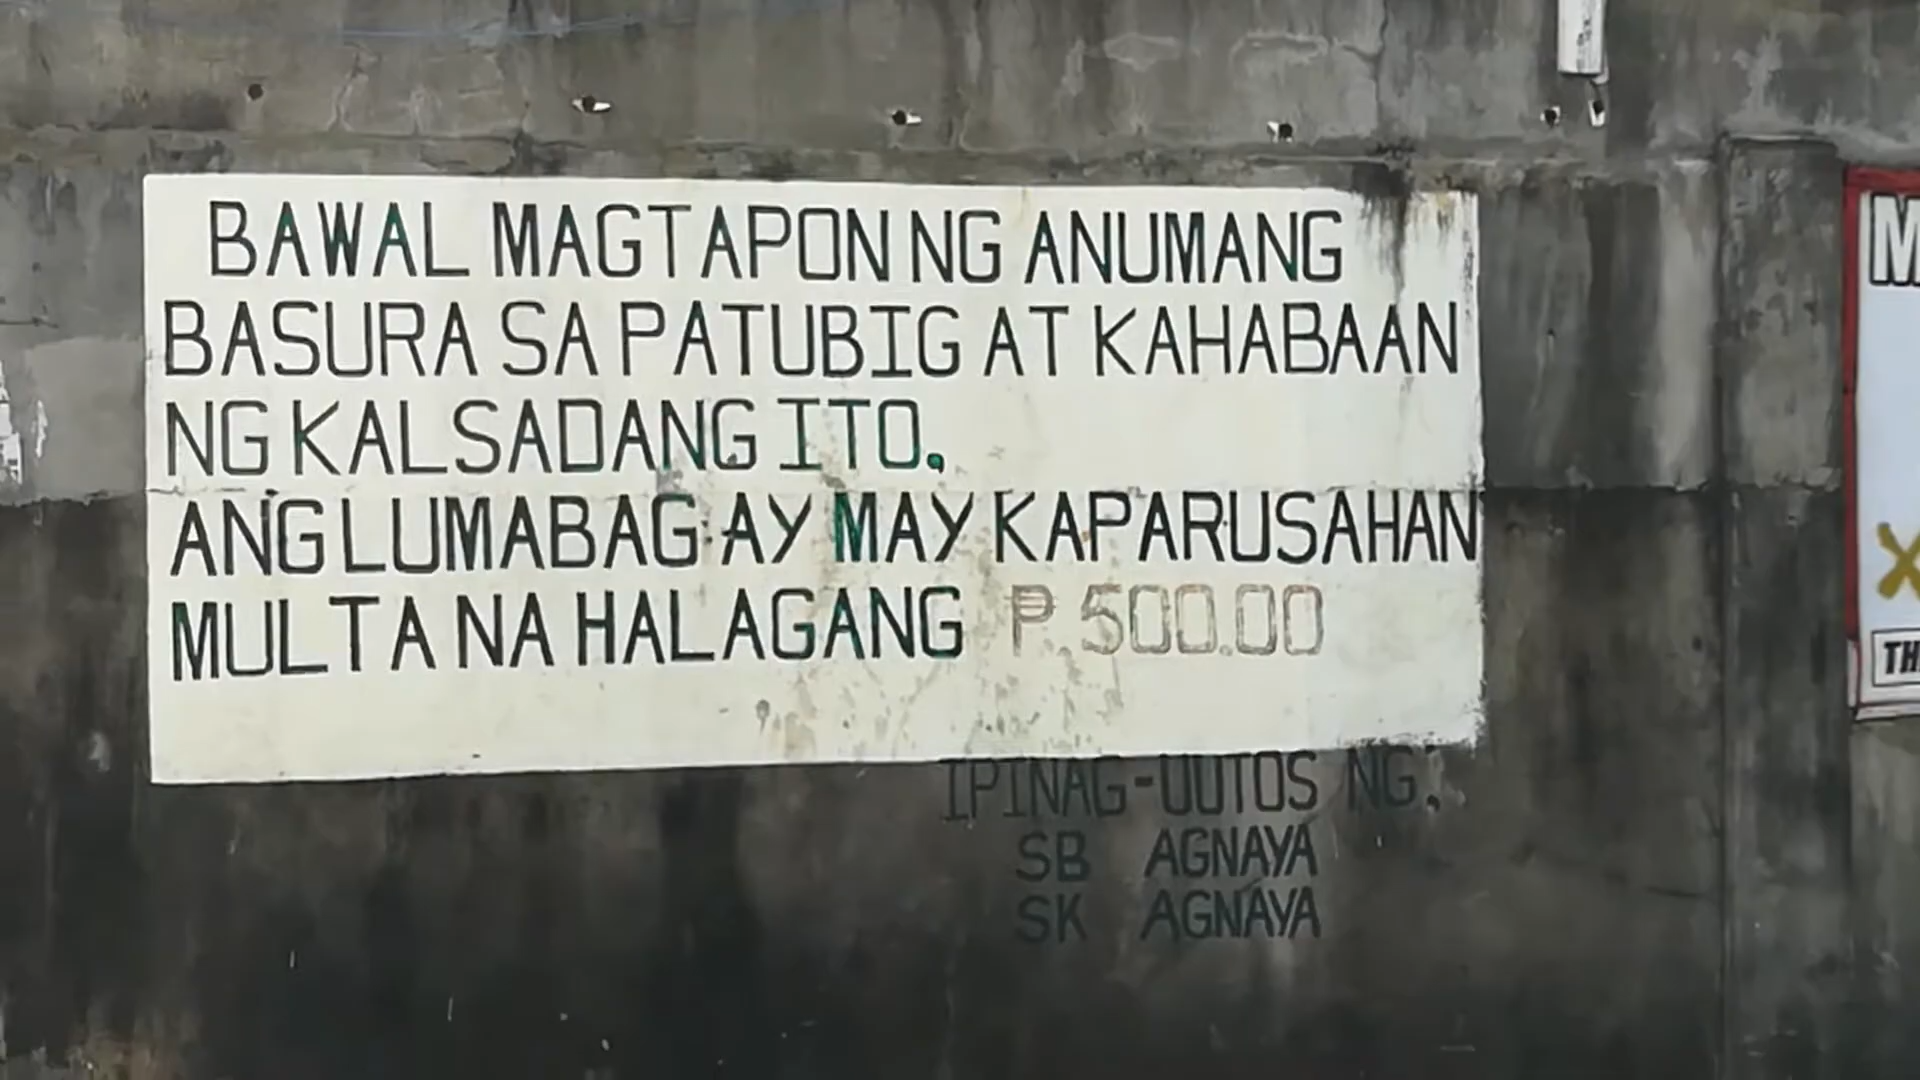 BAWAL MAGTAPON NG ANUMANG
BASURA SA PATUBIG AT KAHABAAN
NG KALSADANG ITO.
ANG LUMABAG AY MAY KAPARUSAHAN
MULTA NA HALAGANG ₱.500.00
IPINAG-UUTOS NG.
SB AGNAYA
SK AGNAYA
M
X
TH